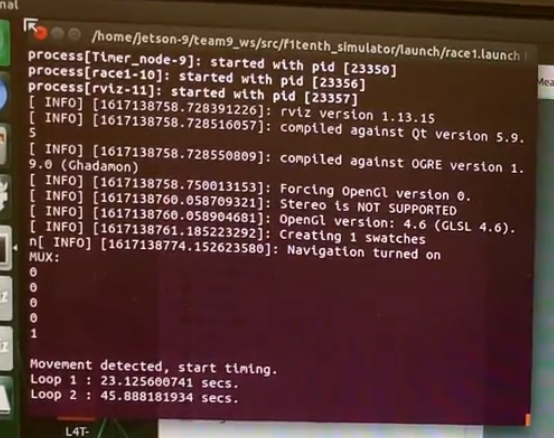 nal
/home/jetson-9/team9_ws/src/f1tenth_simulator/launch/race1.launch
process[Timer_node-9]: started with pid [23350]
process[race1-10]: started with pid [23356]
process[rviz-11]: started with pid [23357]
[ INFO] [1617138758.728391226]: rviz version 1.13.15
[ INFO] [1617138758.728516057]: compiled against Qt version 5.9.
5
[ INFO] [1617138758.728550809]: compiled against OGRE version 1.
9.0 (Ghadamon)
[ INFO] [1617138758.750013153]: Forcing OpenGl version 0.
[ INFO] [1617138760.058709321]: Stereo is NOT SUPPORTED
[ INFO] [1617138760.058904681]: OpenGl version: 4.6 (GLSL 4.6).
[ INFO] [1617138761.185223292]: Creating 1 swatches
n[ INFO] [1617138774.152623580]: Navigation turned on
MUX:
0
0
0
0
1
Movement detected, start timing.
Loop 1 : 23.125600741 secs.
Loop 2 : 45.888181934 secs.
L4T-